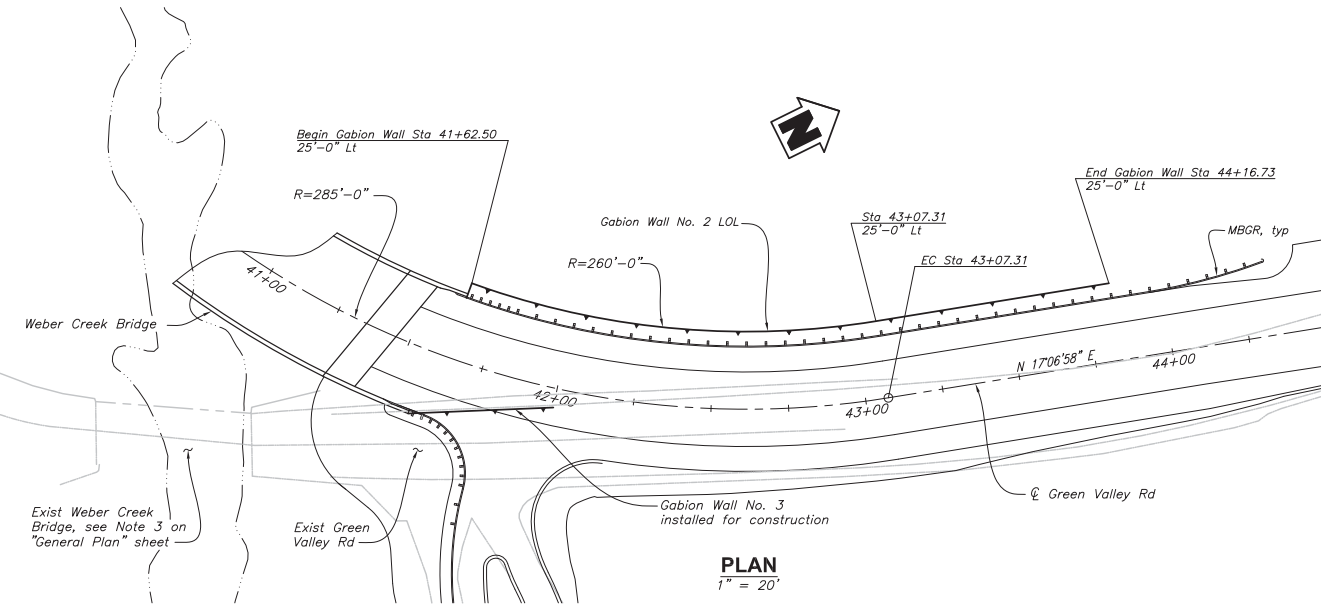 N
Begin Gabion Wall Sta 41+62.50
25'-0" Lt
R=285'-0"
End Gabion Wall Sta 44+16.73
25'-0" Lt
Gabion Wall No. 2 LOL
Sta 43+07.31
25'-0" Lt
MBGR, typ
R=260'-0"
EC Sta 43+07.31
41+00
Weber Creek Bridge
N 17°06'58" E
44+00
42+00
43+00
℄ Green Valley Rd
Exist Weber Creek
Bridge, see Note 3 on
"General Plan" sheet
Exist Green
Valley Rd
Gabion Wall No. 3
installed for construction
PLAN
1" = 20'